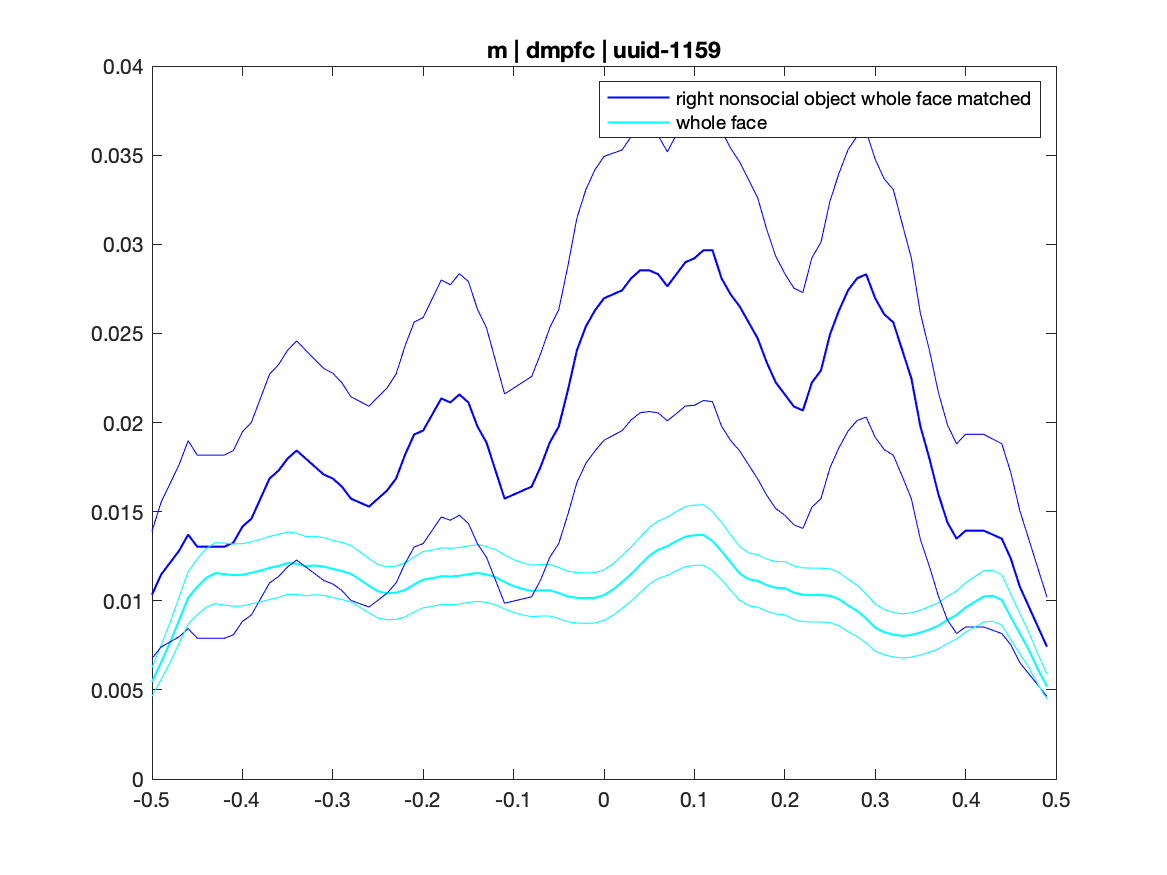 m | dmpfc | uuid-1159
right nonsocial object whole face matched
whole face
0.04
0.035
0.03
0.025
0.02
0.015
0.01
0.005
0
-0.5 -0.4 -0.3 -0.2 -0.1 0 0.1 0.2 0.3 0.4 0.5